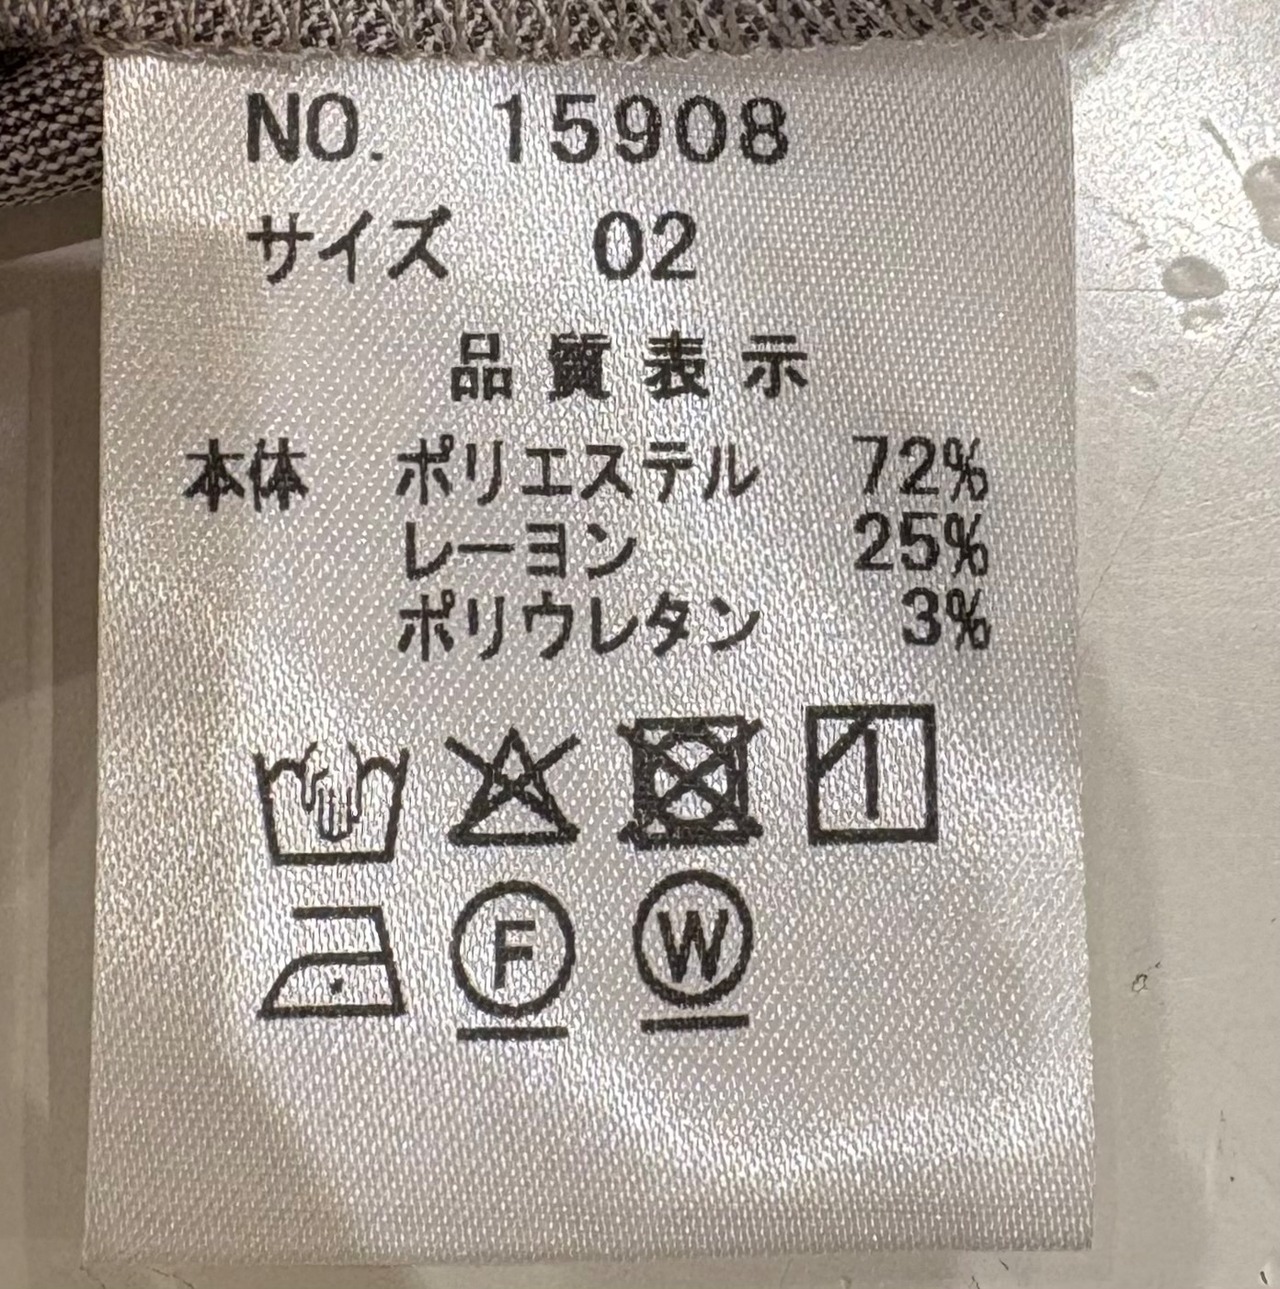 NO. 15908
サイズ 02
品質表示
本体 ポリエステル 72%
レーヨン 25%
ポリウレタン 3%
F W